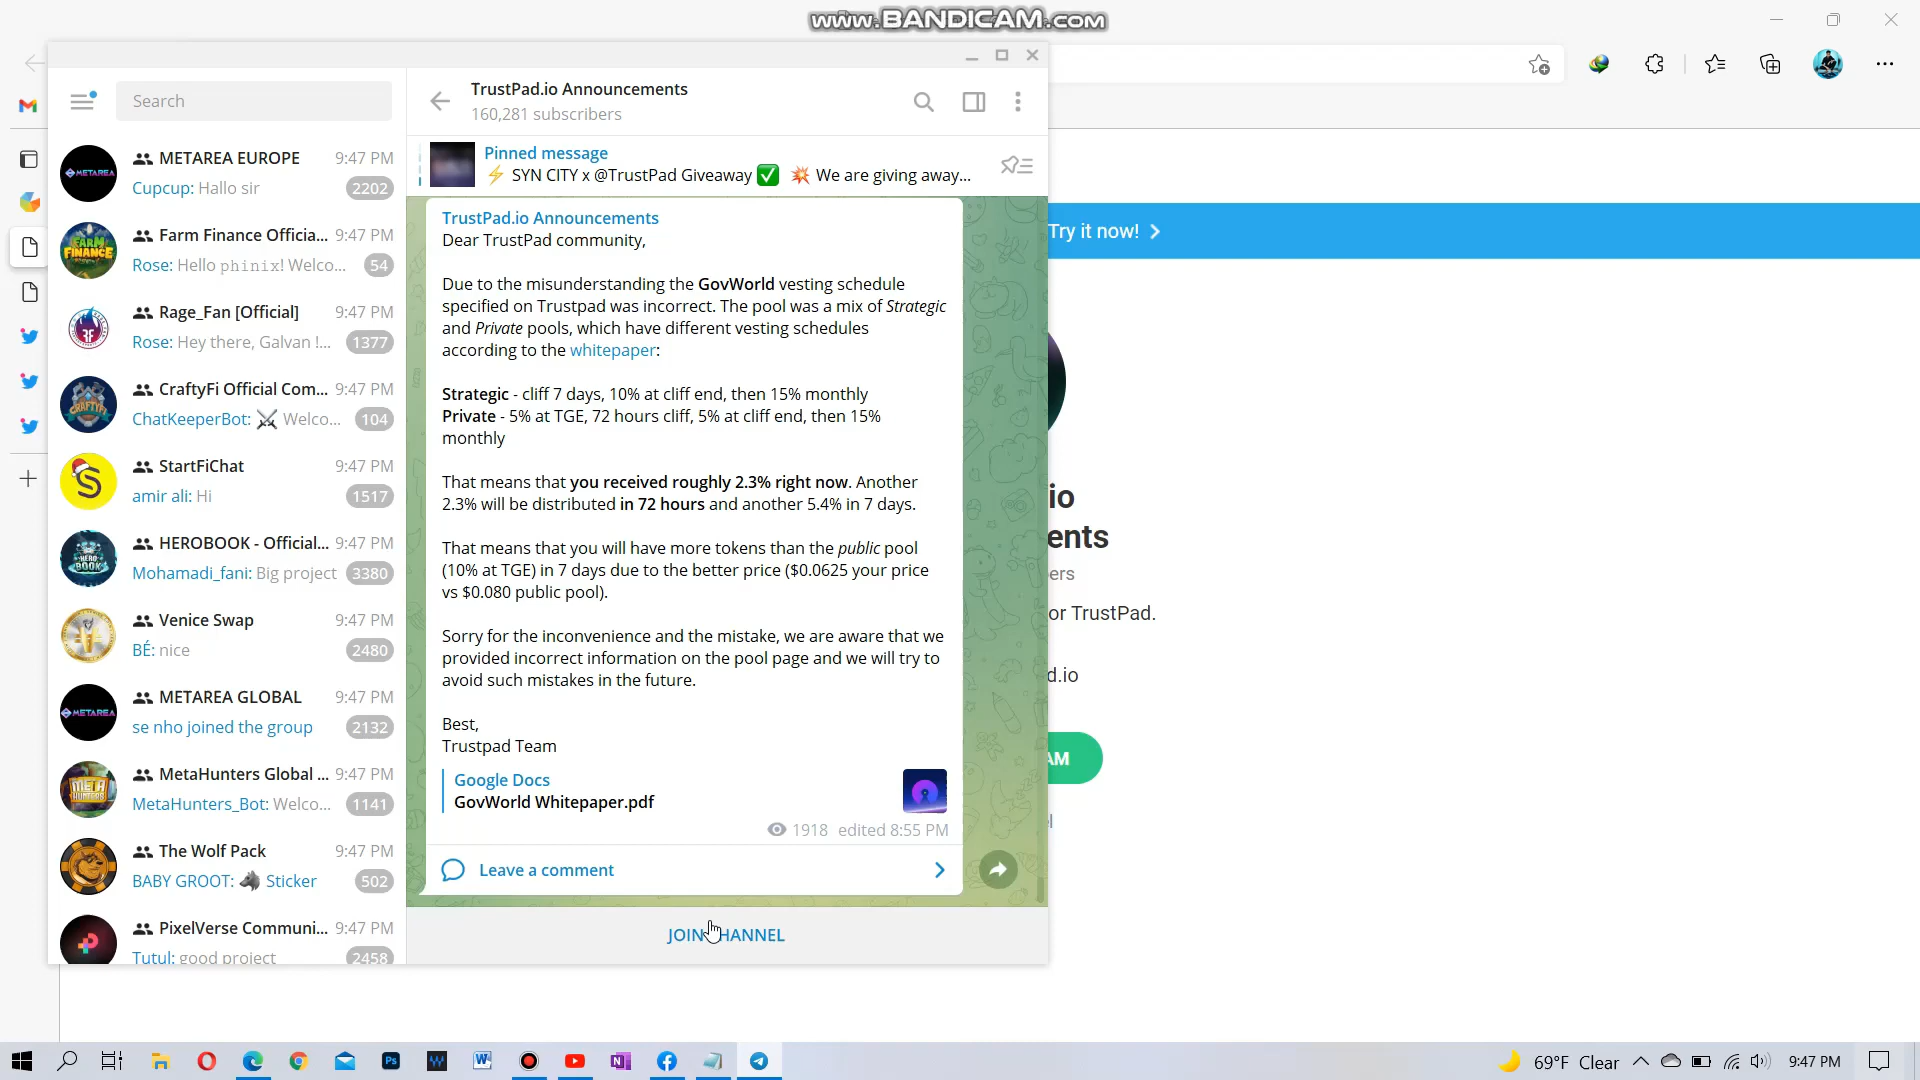 www.BANDICAM.com
Search
METAREA EUROPE 9:47 PM
Cupcup: Hallo sir 2202
Farm Finance Officia... 9:47 PM
Rose: Hello phinix! Welco... 54
Rage_Fan [Official] 9:47 PM
Rose: Hey there, Galvan !... 1377
CraftyFi Official Com... 9:47 PM
ChatKeeperBot: ⚔ Welco... 104
StartFiChat 9:47 PM
amir ali: Hi 1517
HEROBOOK - Official... 9:47 PM
Mohamadi_fani: Big project 3380
Venice Swap 9:47 PM
BÉ: nice 2480
METAREA GLOBAL 9:47 PM
se nho joined the group 2132
MetaHunters Global ... 9:47 PM
MetaHunters_Bot: Welco... 1141
The Wolf Pack 9:47 PM
BABY GROOT: 🐺 Sticker 502
PixelVerse Communi... 9:47 PM
Tutul: good project 2458
TrustPad.io Announcements
160,281 subscribers
Pinned message
⚡ SYN CITY x @TrustPad Giveaway ✅ 💥 We are giving away...
TrustPad.io Announcements
Dear TrustPad community,
Due to the misunderstanding the GovWorld vesting schedule
specified on Trustpad was incorrect. The pool was a mix of Strategic
and Private pools, which have different vesting schedules
according to the whitepaper:
Strategic - cliff 7 days, 10% at cliff end, then 15% monthly
Private - 5% at TGE, 72 hours cliff, 5% at cliff end, then 15%
monthly
That means that you received roughly 2.3% right now. Another
2.3% will be distributed in 72 hours and another 5.4% in 7 days.
That means that you will have more tokens than the public pool
(10% at TGE) in 7 days due to the better price ($0.0625 your price
vs $0.080 public pool).
Sorry for the inconvenience and the mistake, we are aware that we
provided incorrect information on the pool page and we will try to
avoid such mistakes in the future.
Best,
Trustpad Team
Google Docs
GovWorld Whitepaper.pdf
1918 edited 8:55 PM
Leave a comment
JOIN CHANNEL
Try it now!
io
ents
ers
or TrustPad.
d.io
AM
69°F Clear
9:47 PM